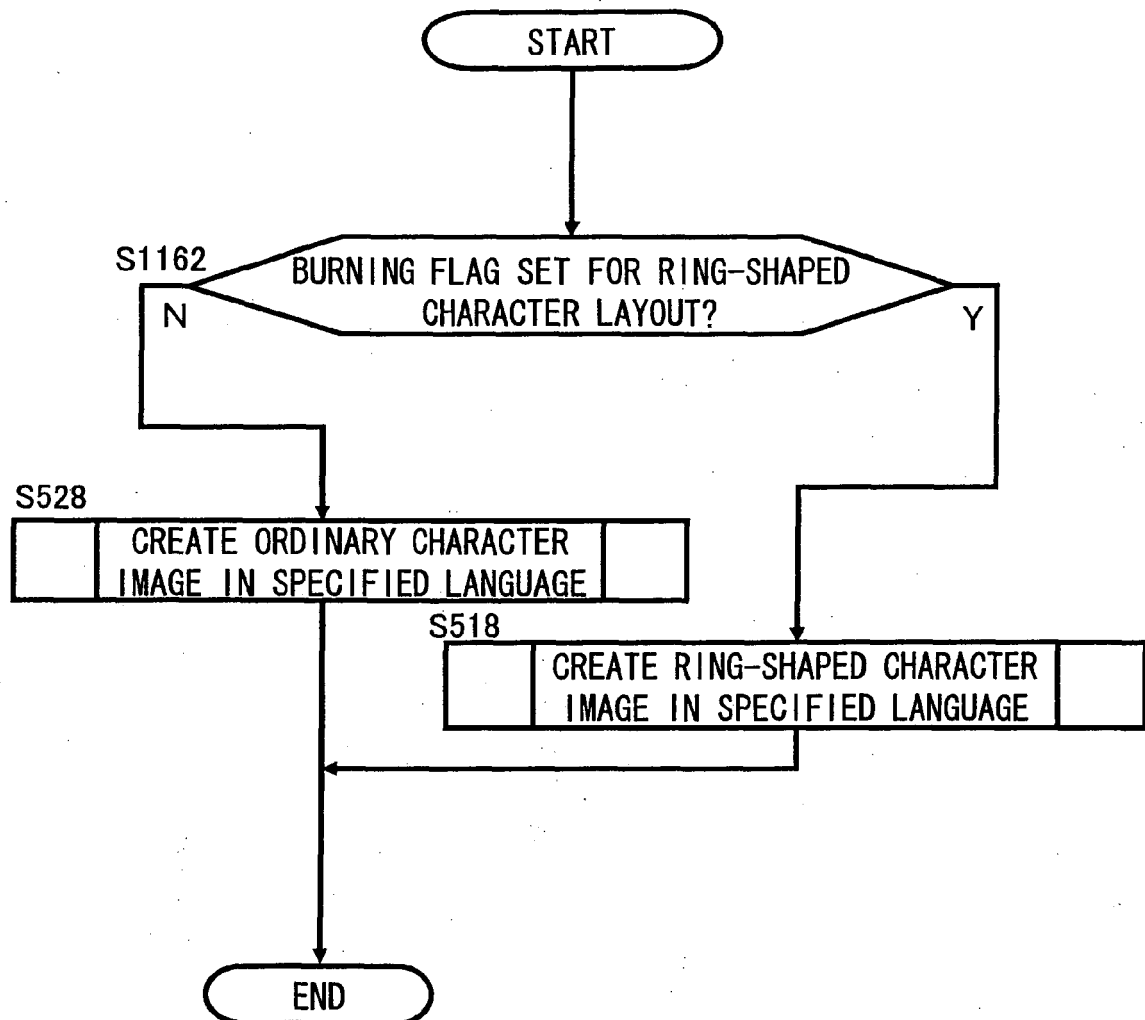 START
S1162
BURNING FLAG SET FOR RING-SHAPED
CHARACTER LAYOUT?
N
Y
S528
CREATE ORDINARY CHARACTER
IMAGE IN SPECIFIED LANGUAGE
S518
CREATE RING-SHAPED CHARACTER
IMAGE IN SPECIFIED LANGUAGE
END